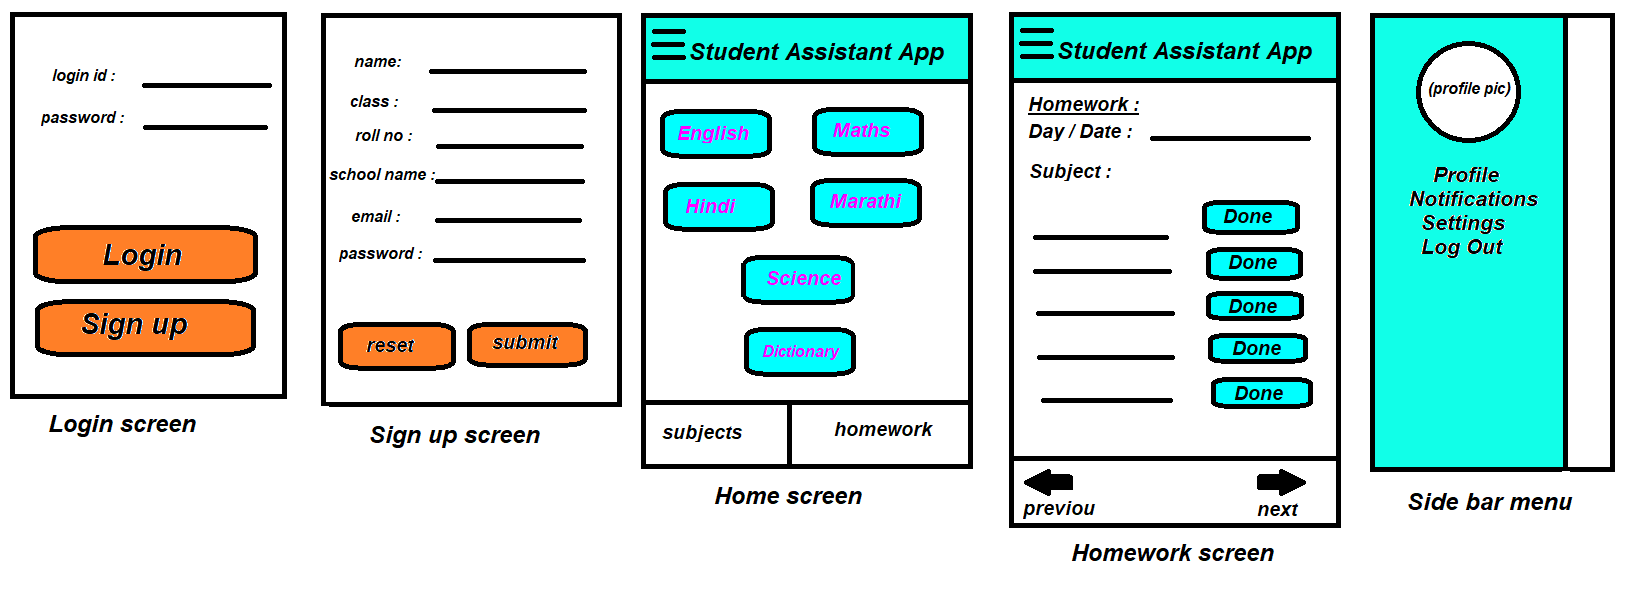 login id :
password :
Login
Sign up
Login screen
name:
class :
roll no :
school name :
email :
password :
reset
submit
Sign up screen
Student Assistant App
English
Maths
Hindi
Marathi
Science
Dictionary
subjects
homework
Home screen
Student Assistant App
Homework :
Day / Date :
Subject :
Done
Done
Done
Done
Done
previou
next
Homework screen
(profile pic)
Profile
Notifications
Settings
Log Out
Side bar menu